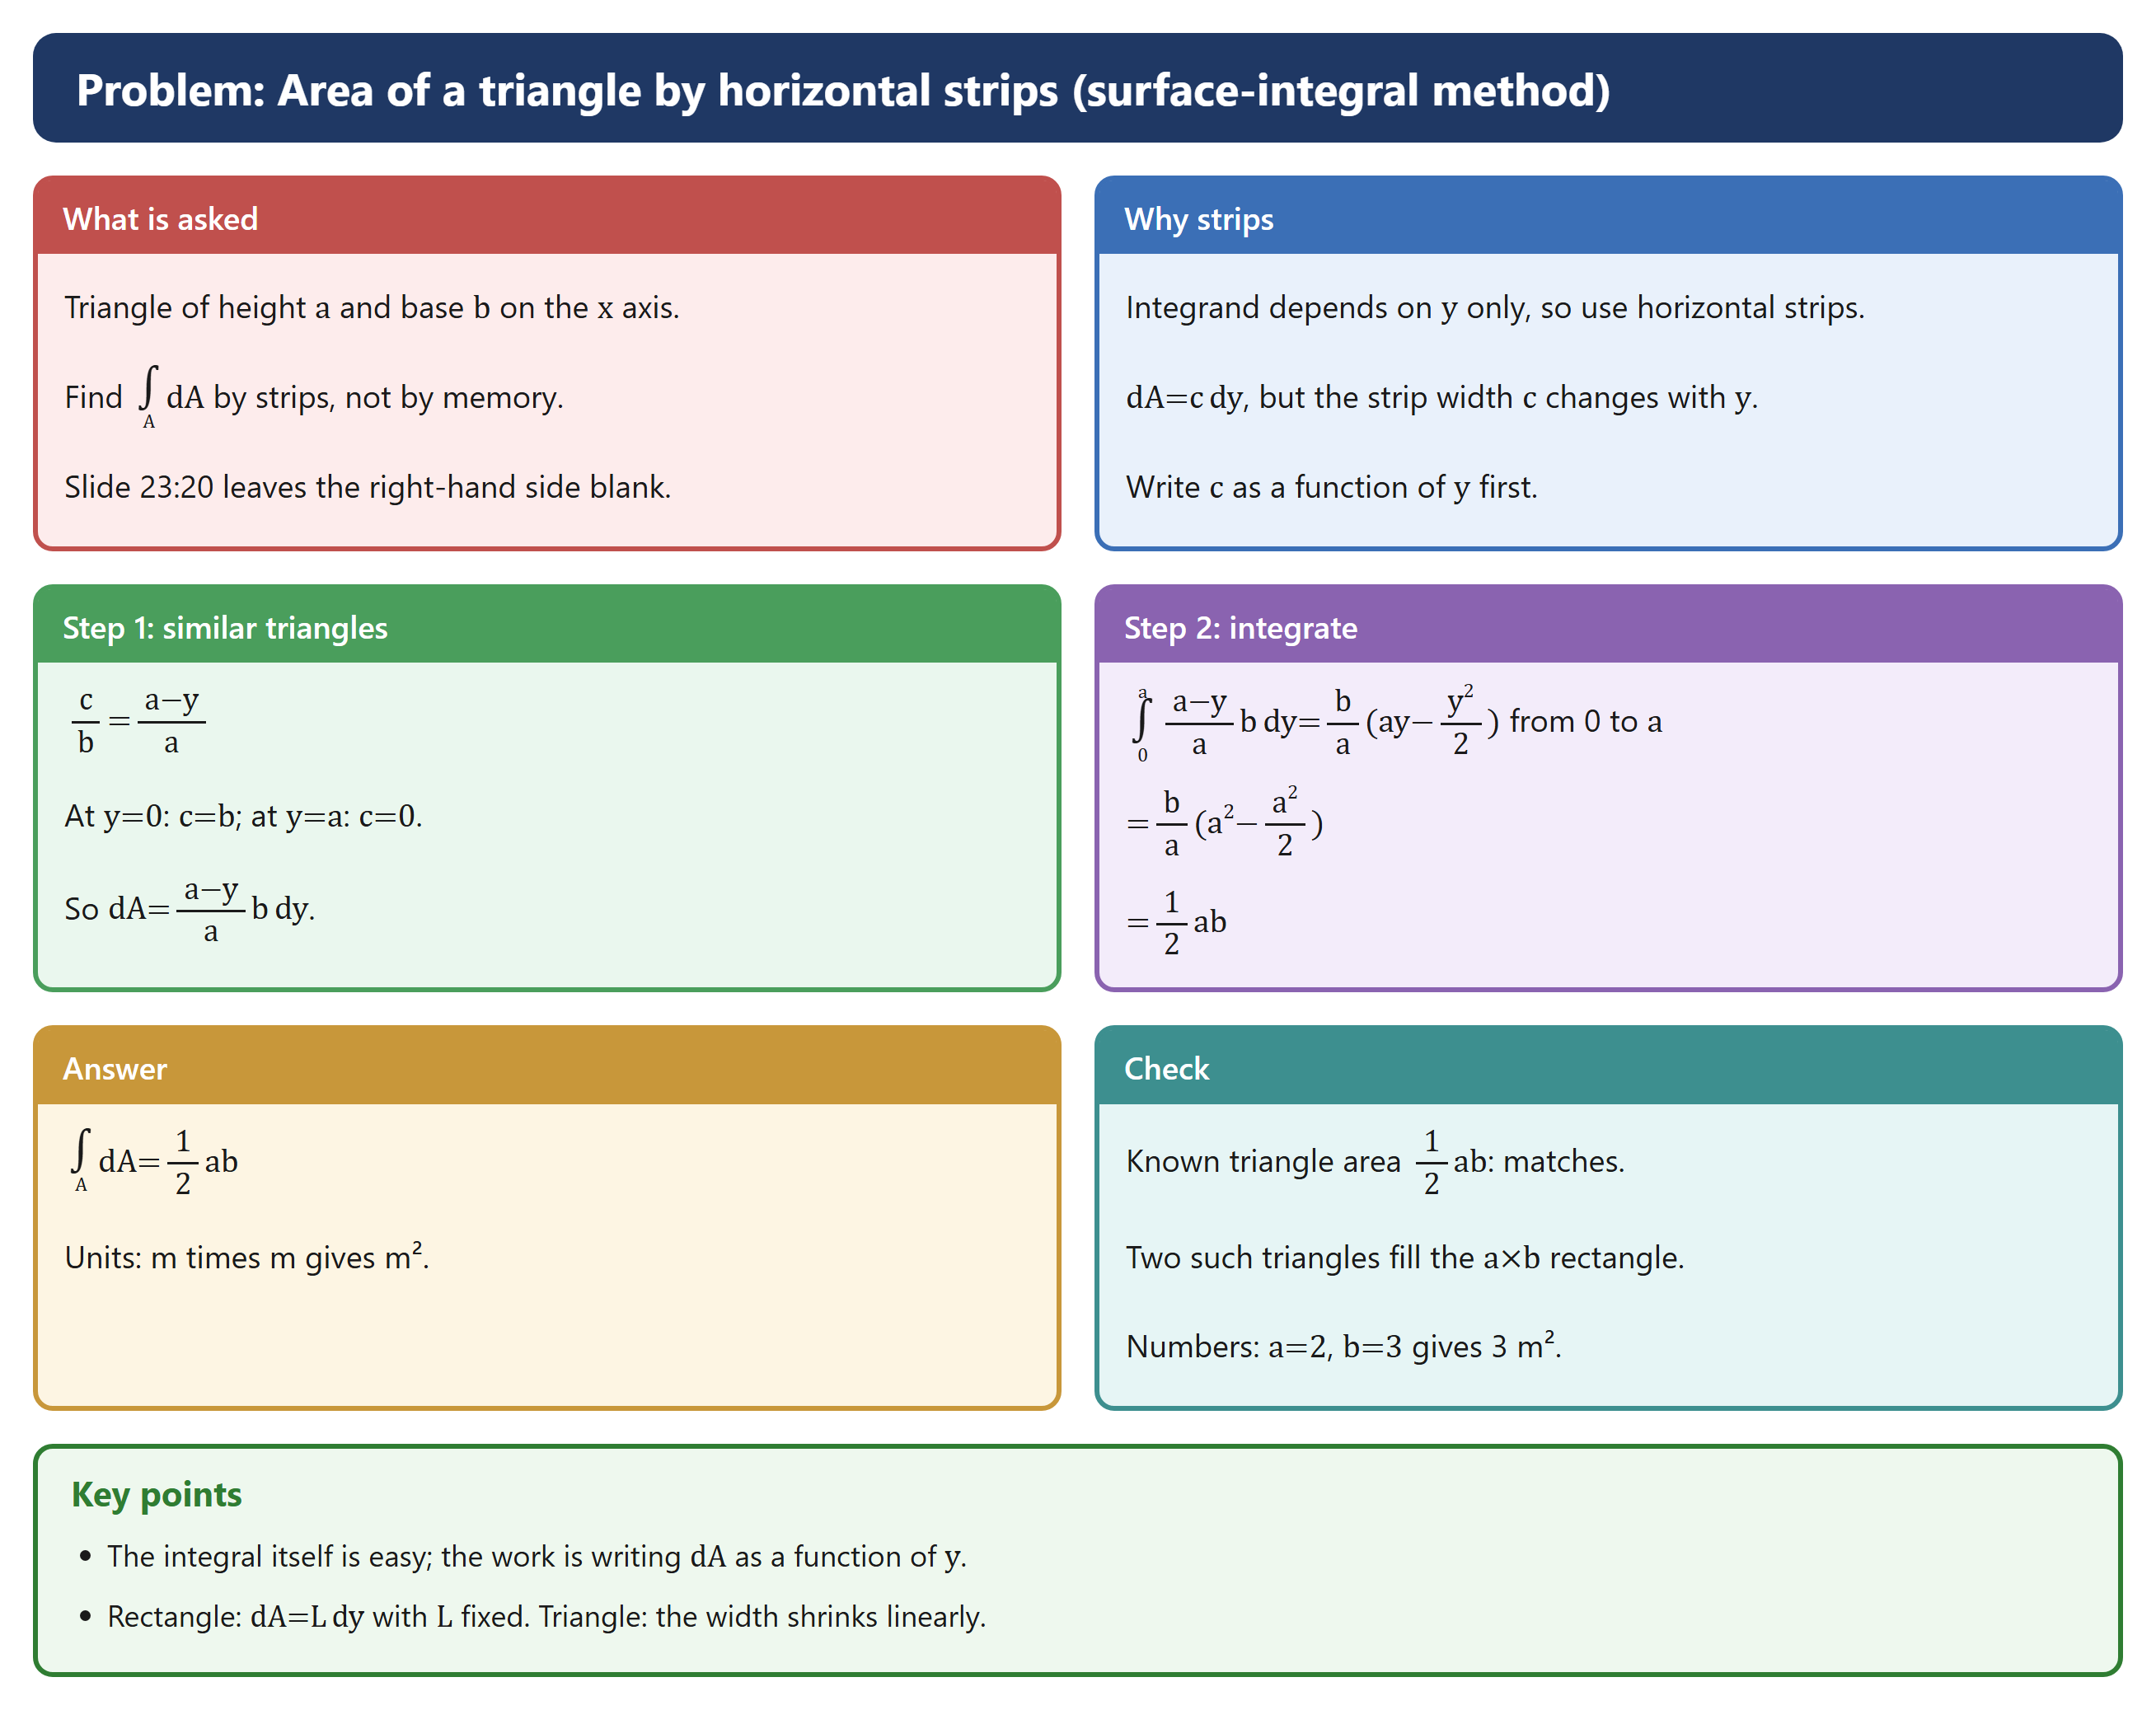 Problem: Area of a triangle by horizontal strips (surface-integral method)
What is asked
Triangle of height a and base b on the x axis.
Find ∫_A dA by strips, not by memory.
Slide 23:20 leaves the right-hand side blank.
Why strips
Integrand depends on y only, so use horizontal strips.
dA=c dy, but the strip width c changes with y.
Write c as a function of y first.
Step 1: similar triangles
c/b = (a−y)/a
At y=0: c=b; at y=a: c=0.
So dA= (a−y)/a b dy.
Step 2: integrate
∫_0^a (a−y)/a b dy= b/a (ay− y²/2) from 0 to a
= b/a (a²− a²/2)
= 1/2 ab
Answer
∫_A dA= 1/2 ab
Units: m times m gives m².
Check
Known triangle area 1/2 ab: matches.
Two such triangles fill the a×b rectangle.
Numbers: a=2, b=3 gives 3 m².
Key points
• The integral itself is easy; the work is writing dA as a function of y.
• Rectangle: dA=L dy with L fixed. Triangle: the width shrinks linearly.